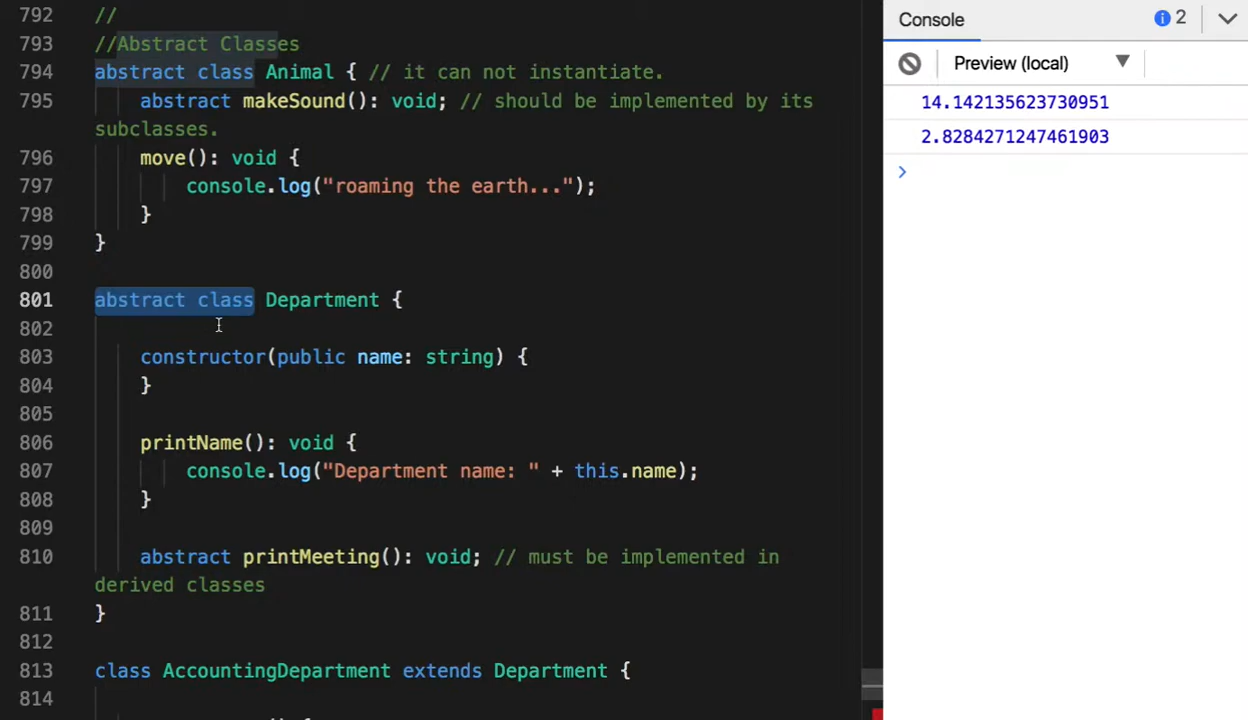 792 //
793 //Abstract Classes
794 abstract class Animal { // it can not instantiate.
795 abstract makeSound(): void; // should be implemented by its
subclasses.
796 move(): void {
797 console.log("roaming the earth...");
798 }
799 }
800
801 abstract class Department {
802
803 constructor(public name: string) {
804 }
805
806 printName(): void {
807 console.log("Department name: " + this.name);
808 }
809
810 abstract printMeeting(): void; // must be implemented in
derived classes
811 }
812
813 class AccountingDepartment extends Department {
814
Console 2
Preview (local)
14.142135623730951
2.8284271247461903
>